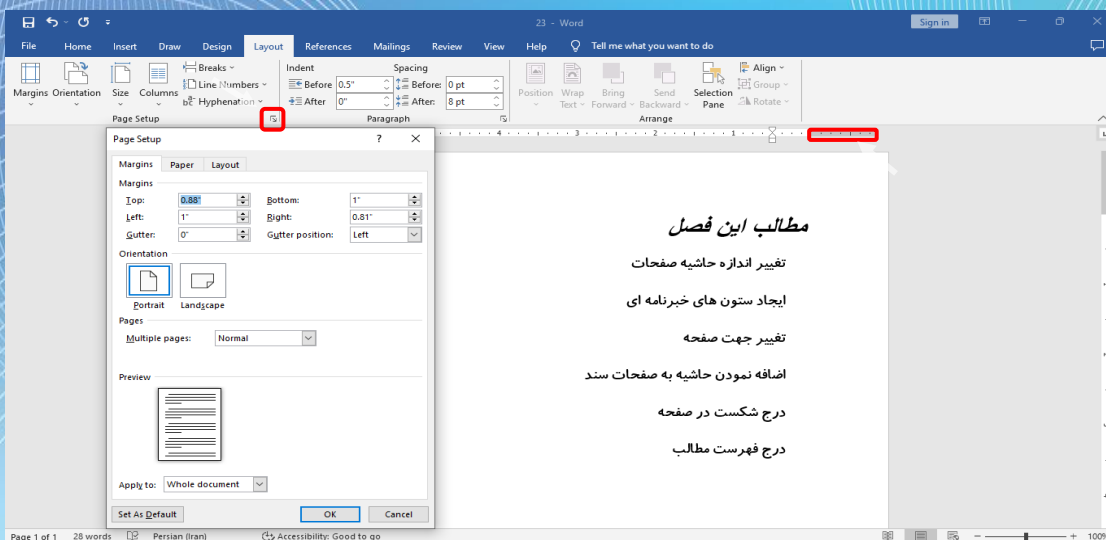 23 - Word
Sign in
File Home Insert Draw Design Layout References Mailings Review View Help Tell me what you want to do
Margins Orientation Size Columns
Breaks
Line Numbers
Hyphenation
Page Setup
Indent Spacing
Before 0.5" Before: 0 pt
After 0" After: 8 pt
Paragraph
Position Wrap Text Bring Forward Send Backward Selection Pane
Align
Group
Rotate
Arrange
4 3 2 1
Page Setup ?
Margins Paper Layout
Margins
Top: 0.88" Bottom: 1"
Left: 1" Right: 0.81"
Gutter: 0" Gutter position: Left
Orientation
Portrait Landscape
Pages
Multiple pages: Normal
Preview
Apply to: Whole document
Set As Default OK Cancel
مطالب این فصل
تغییر اندازه حاشیه صفحات
ایجاد ستون های خبرنامه ای
تغییر جهت صفحه
اضافه نمودن حاشیه به صفحات سند
درج شکست در صفحه
درج فهرست مطالب
Page 1 of 1 28 words Persian (Iran) Accessibility: Good to go 100%